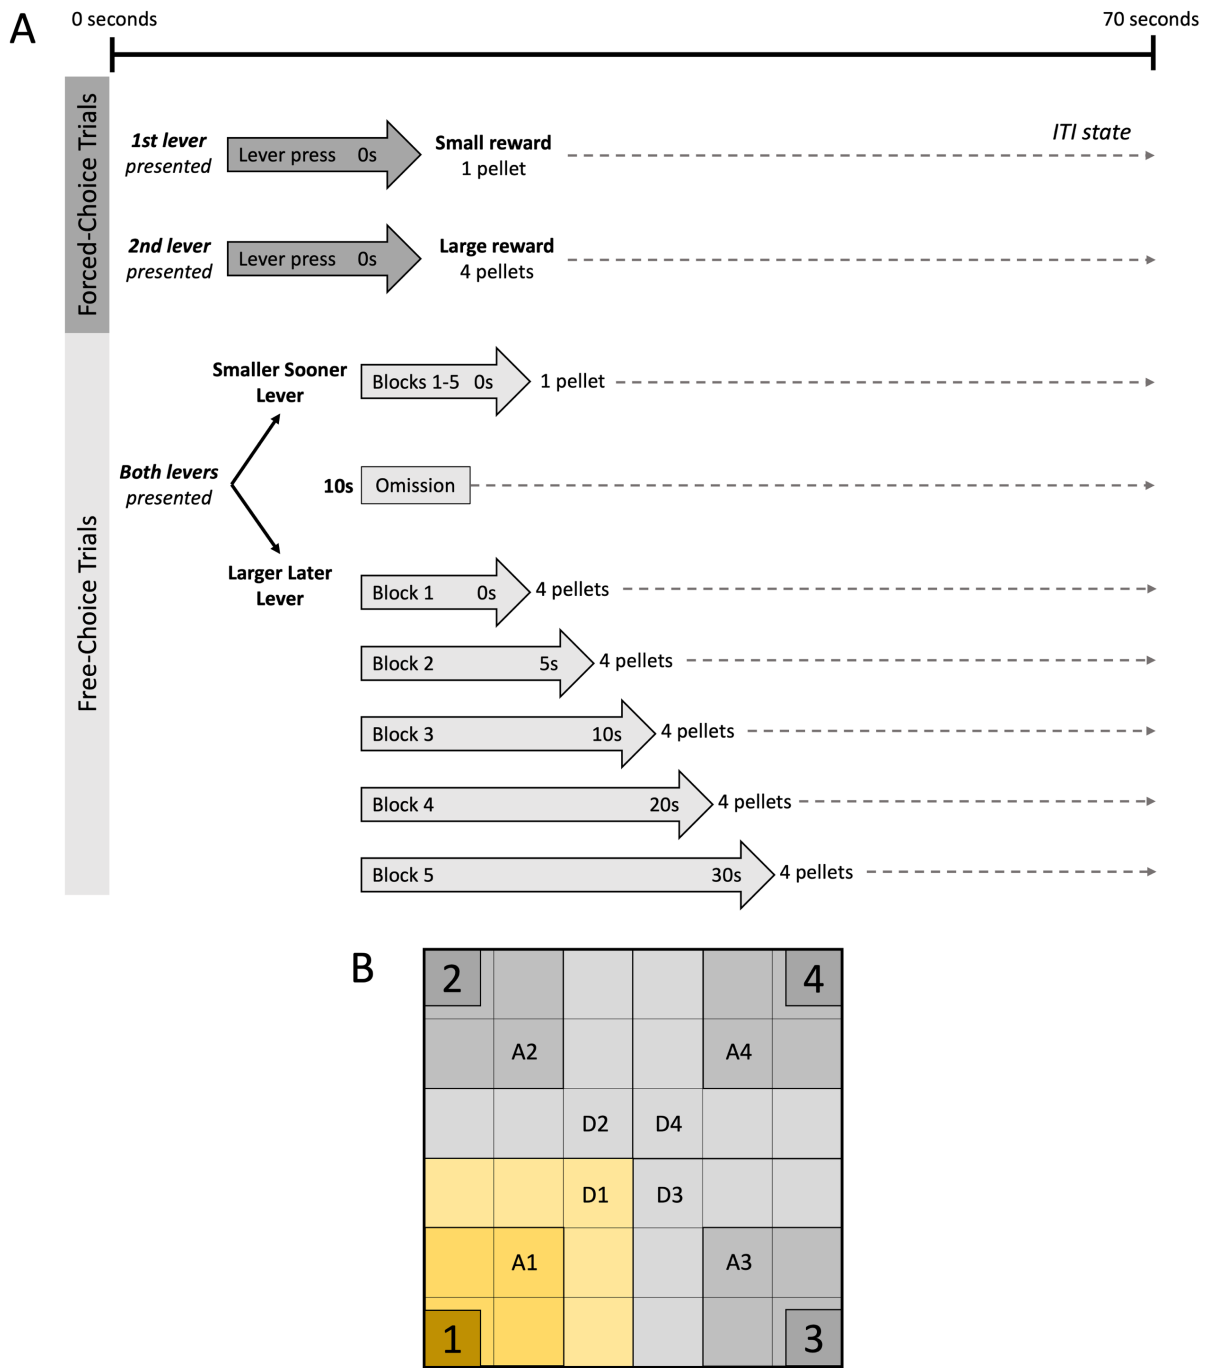 A
0 seconds
70 seconds
Forced-Choice Trials
1st lever
presented
Lever press 0s
Small reward
1 pellet
ITI state
2nd lever
presented
Lever press 0s
Large reward
4 pellets
Free-Choice Trials
Smaller Sooner
Lever
Blocks 1-5 0s
1 pellet
Both levers
presented
10s
Omission
Larger Later
Lever
Block 1 0s
4 pellets
Block 2 5s
4 pellets
Block 3 10s
4 pellets
Block 4 20s
4 pellets
Block 5 30s
4 pellets
B
2 4
A2 A4
D2 D4
D1 D3
A1 A3
1 3